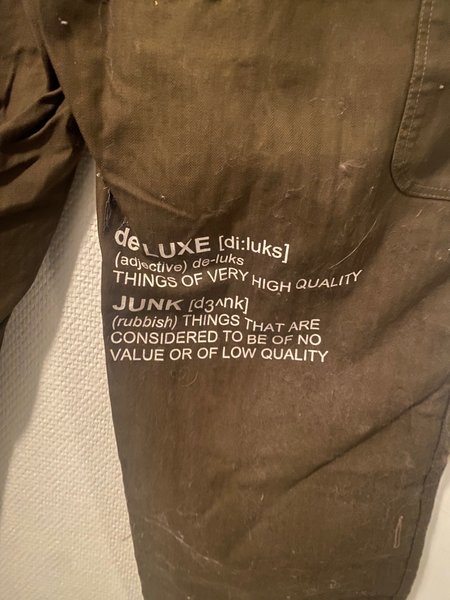 deLUXE [di:luks]
(adjective) de-luks
THINGS OF VERY HIGH QUALITY
JUNK [dʒʌnk]
(rubbish) THINGS THAT ARE
CONSIDERED TO BE OF NO
VALUE OR OF LOW QUALITY